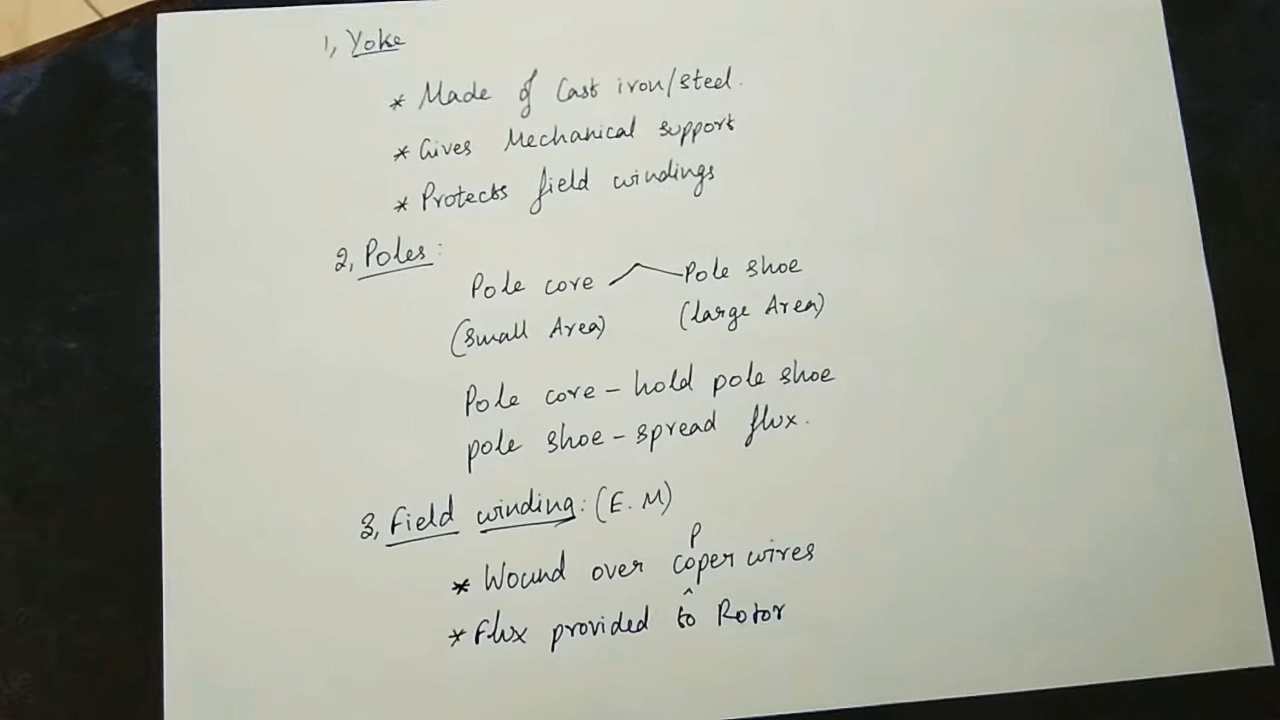 1, Yoke
* Made of Cast iron/steel.
* Gives Mechanical support
* Protects field windings
2, Poles:
Pole core Pole shoe
(small Area) (large Area)
Pole core - hold pole shoe
pole shoe - spread flux.
3, Field winding: (E.M)
* Wound over copper wires
* Flux provided to Rotor